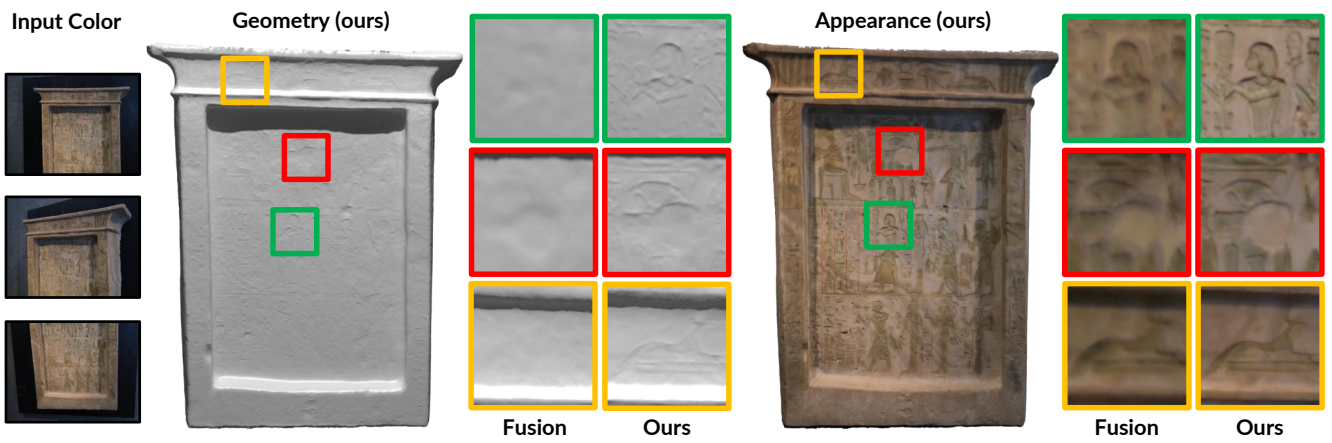 Input Color
Geometry (ours)
Appearance (ours)
Fusion
Ours
Fusion
Ours